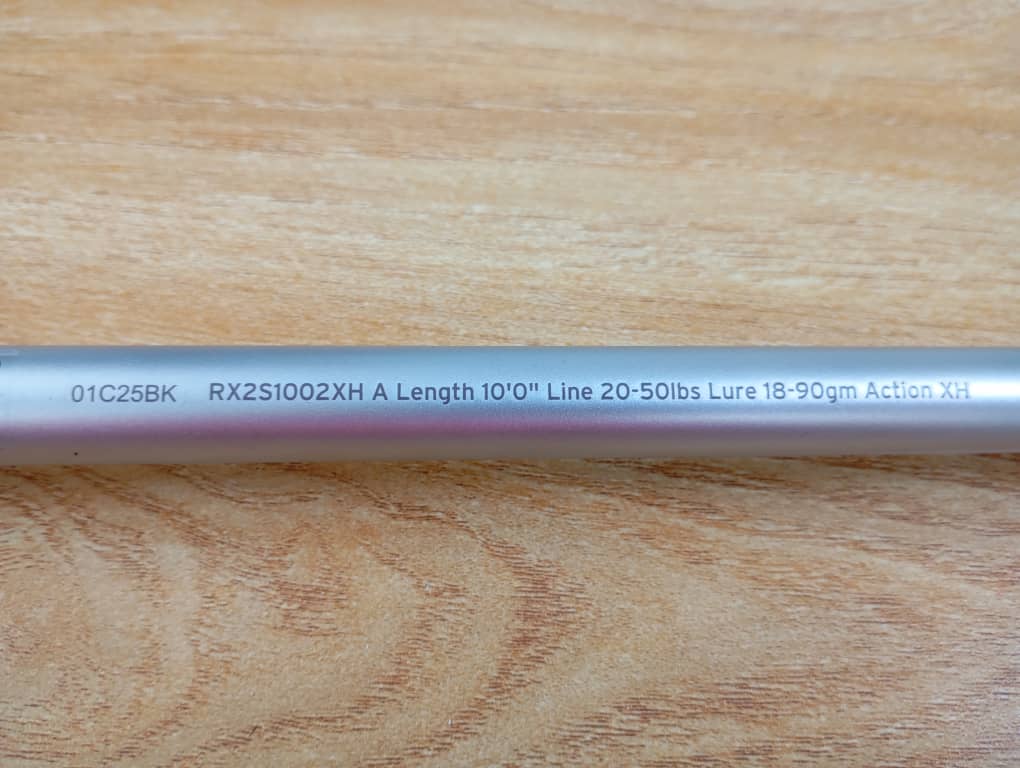 01C25BK RX2S1002XH A Length 10'0" Line 20-50lbs Lure 18-90gm Action XH